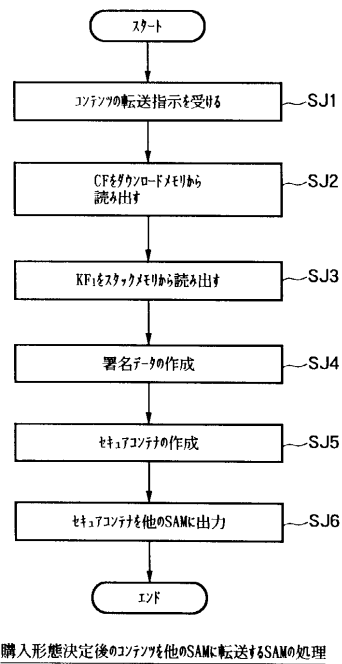 スタート
コンテンツの転送指示を受ける
SJ1
CFをダウンロードメモリから
読み出す
SJ2
KF₁をスタックメモリから読み出す
SJ3
署名データの作成
SJ4
セキュアコンテナの作成
SJ5
セキュアコンテナを他のSAMに出力
SJ6
エンド
購入形態決定後のコンテンツを他のSAMに転送するSAMの処理